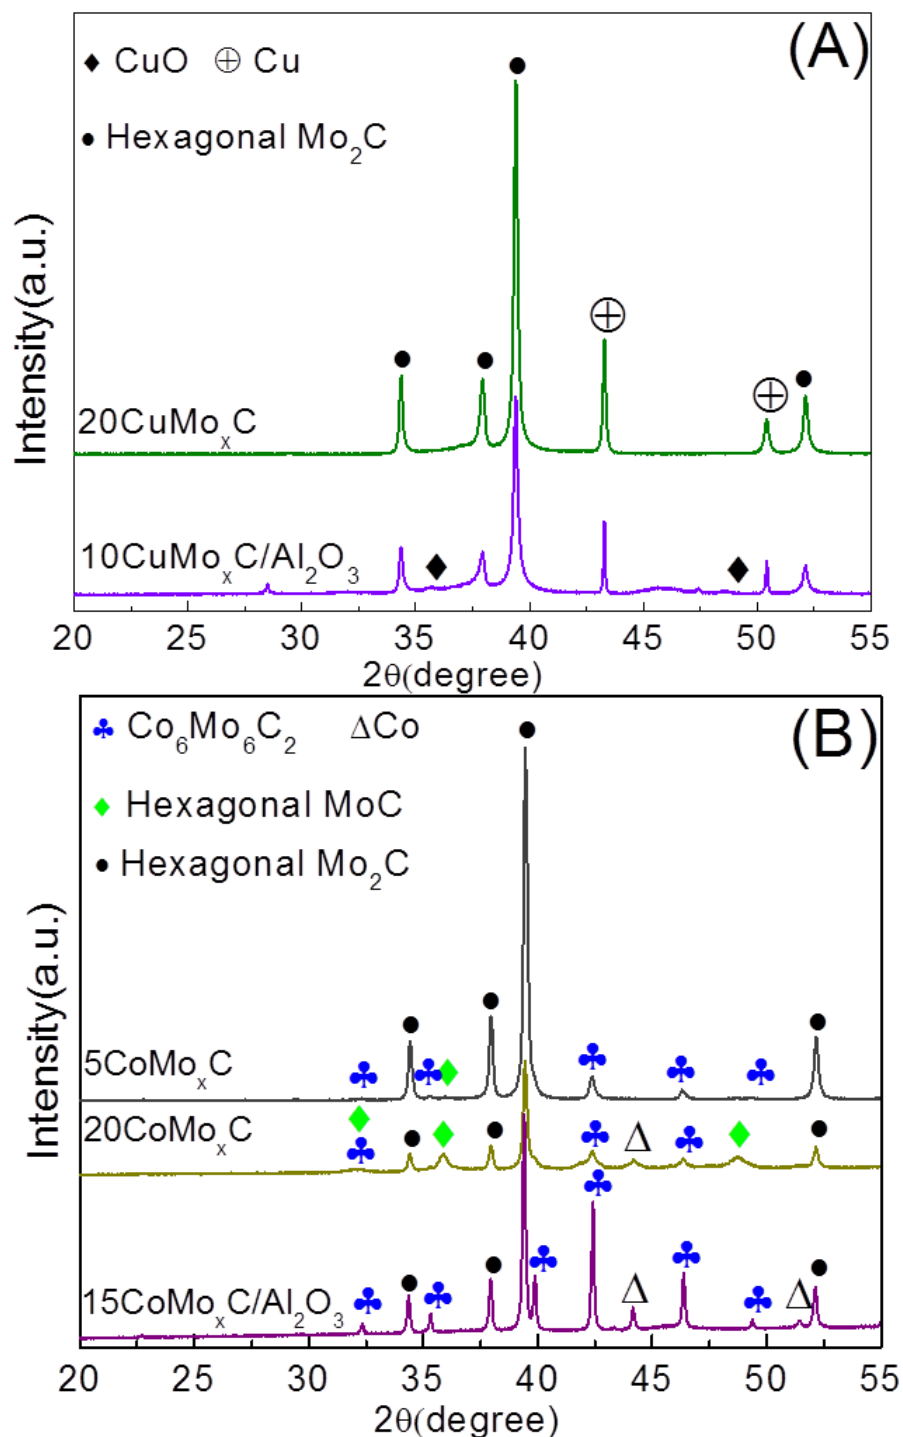 (A)
♦ CuO ⊕ Cu
● Hexagonal Mo₂C
Intensity(a.u.)
20CuMoₓC
10CuMoₓC/Al₂O₃
20 25 30 35 40 45 50 55
2θ(degree)
(B)
♣ Co₆Mo₆C₂ ΔCo
♦ Hexagonal MoC
● Hexagonal Mo₂C
Intensity(a.u.)
5CoMoₓC
20CoMoₓC
15CoMoₓC/Al₂O₃
20 25 30 35 40 45 50 55
2θ(degree)